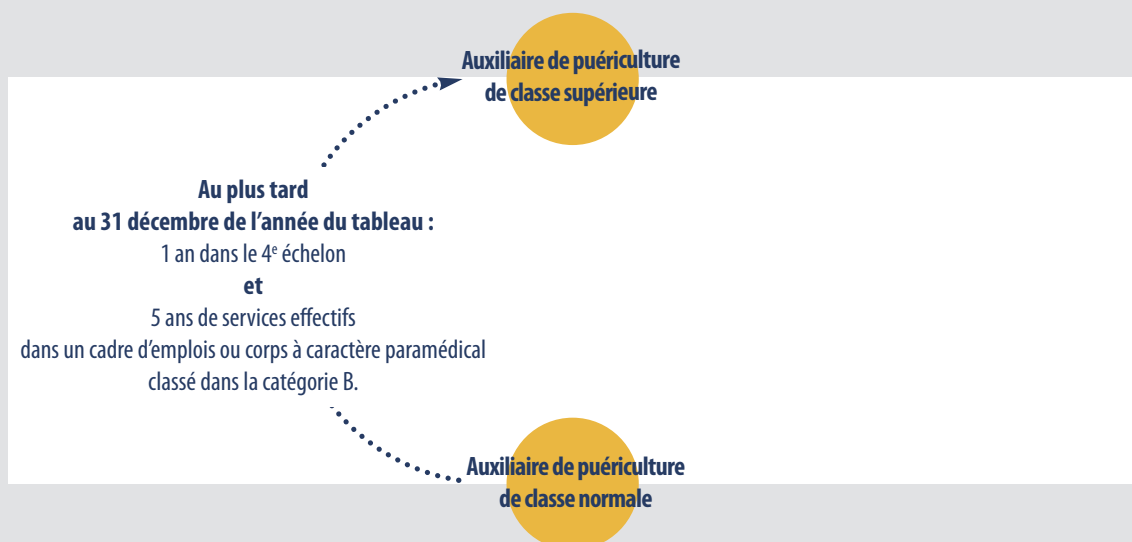 Auxiliaire de puériculture
de classe supérieure
Au plus tard
au 31 décembre de l’année du tableau :
1 an dans le 4e échelon
et
5 ans de services effectifs
dans un cadre d’emplois ou corps à caractère paramédical
classé dans la catégorie B.
Auxiliaire de puériculture
de classe normale